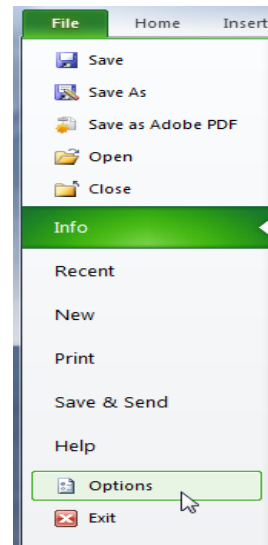 File Home Insert
Save
Save As
Save as Adobe PDF
Open
Close
Info
Recent
New
Print
Save & Send
Help
Options
Exit